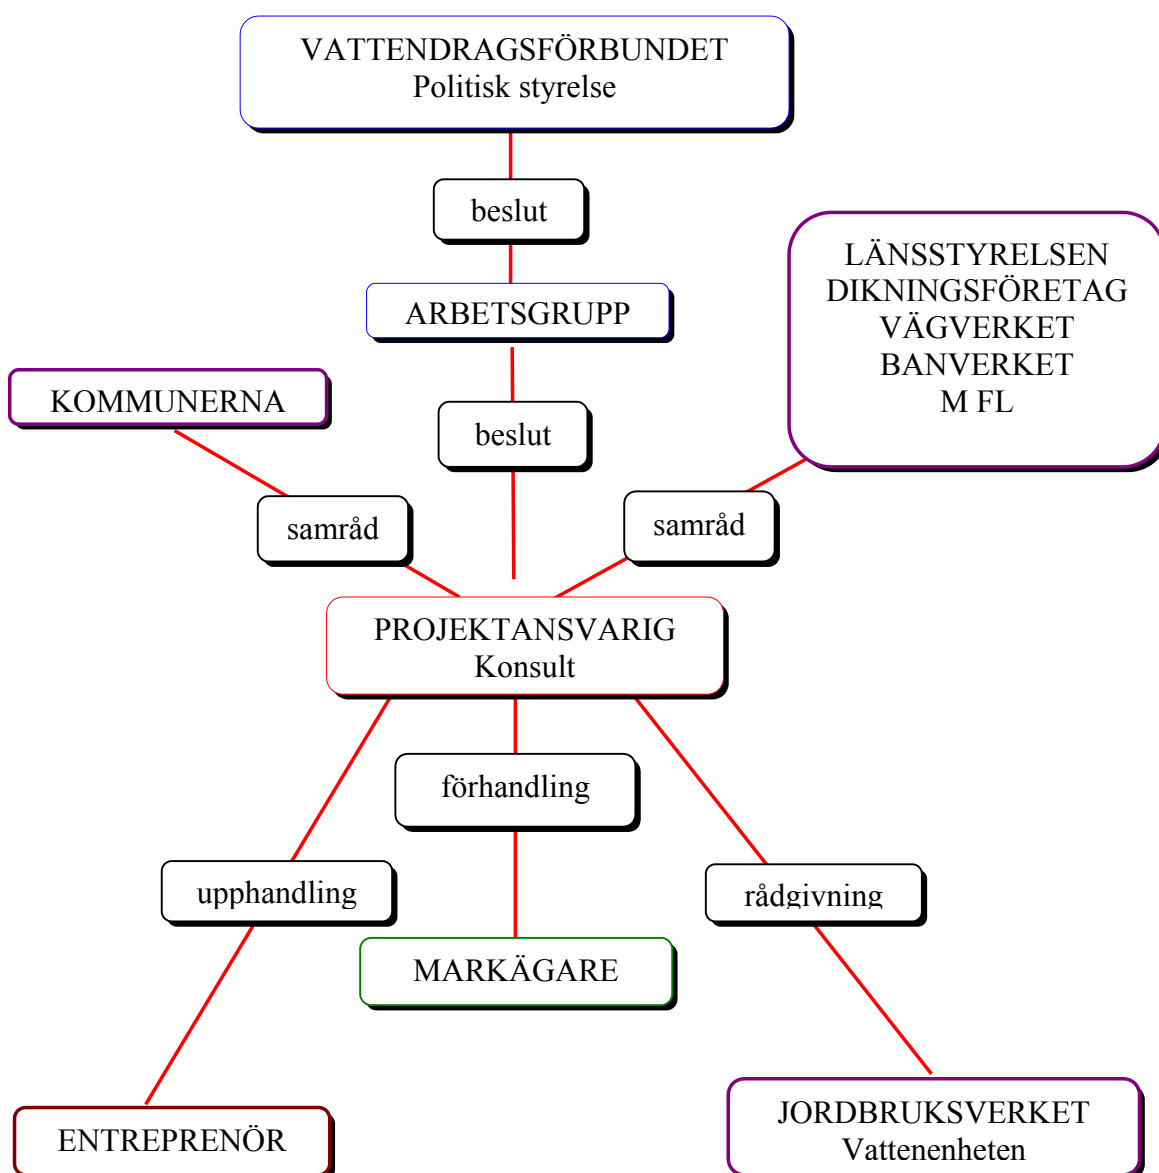 VATTENDRAGSFÖRBUNDET
Politisk styrelse
beslut
ARBETSGRUPP
LÄNSSTYRELSEN
DIKNINGSFÖRETAG
VÄGVERKET
BANVERKET
M FL
KOMMUNERNA
beslut
samråd
samråd
PROJEKTANSVARIG
Konsult
förhandling
upphandling
rådgivning
MARKÄGARE
ENTREPRENÖR
JORDBRUKSVERKET
Vattenenheten